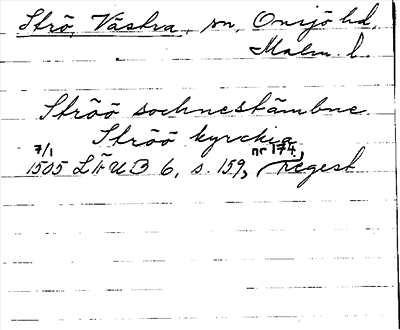 Strö, Västra, sn, Onsjö hd,
Malm. l.
Ströö sochnestämbne
Ströö kyrckia
7/1 nr 174,
1505 LÄUB 6, s. 159, Regest